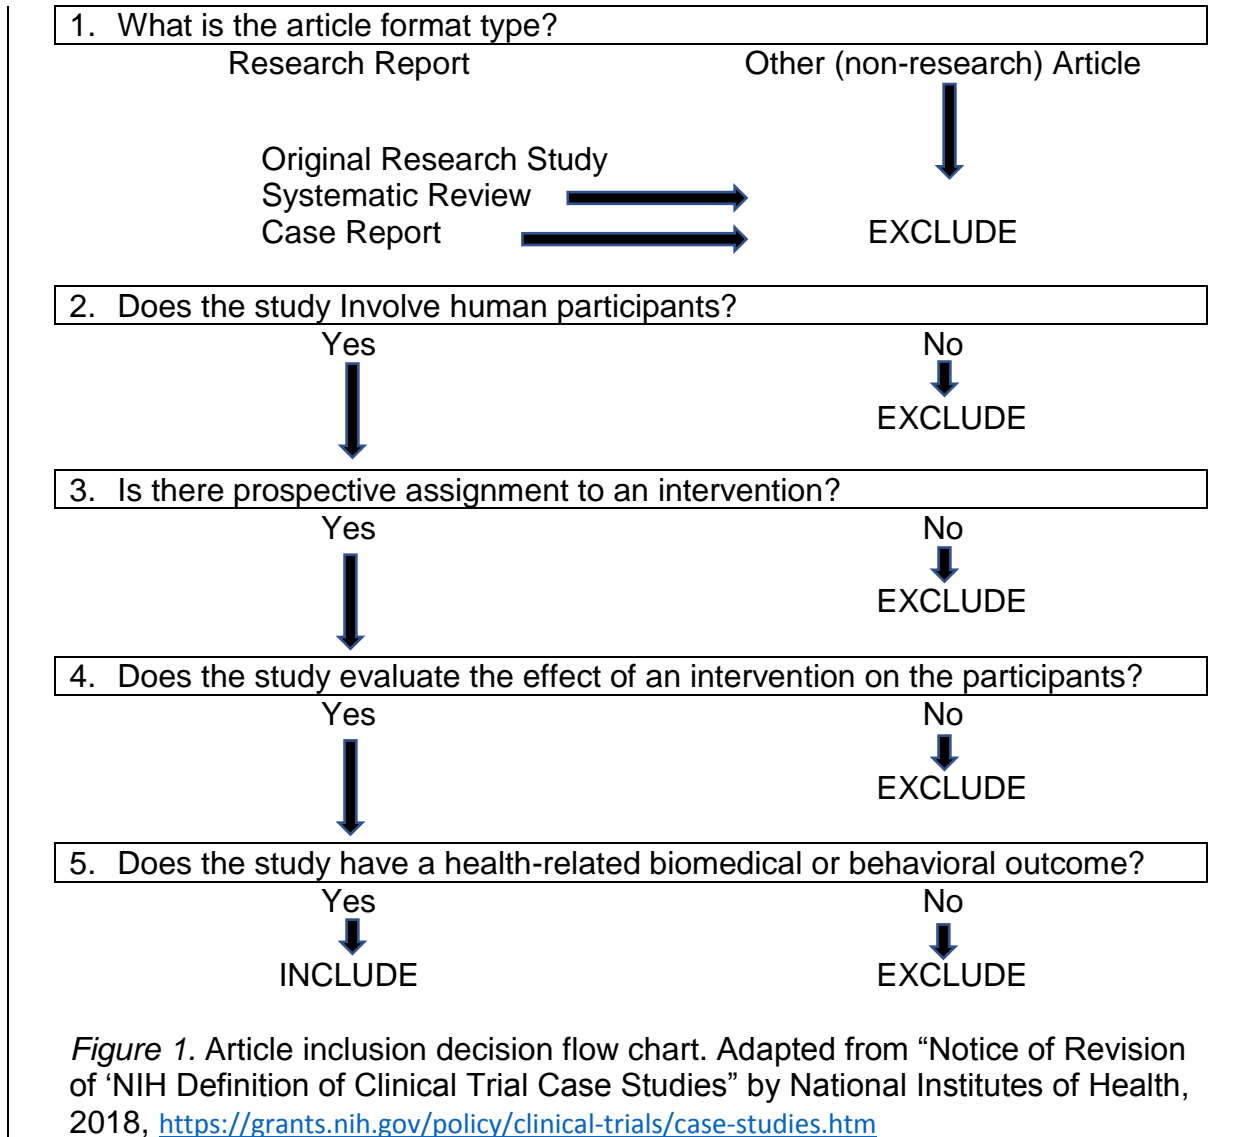 1. What is the article format type?
Research Report Other (non-research) Article
Original Research Study
Systematic Review
Case Report EXCLUDE
2. Does the study Involve human participants?
Yes No
EXCLUDE
3. Is there prospective assignment to an intervention?
Yes No
EXCLUDE
4. Does the study evaluate the effect of an intervention on the participants?
Yes No
EXCLUDE
5. Does the study have a health-related biomedical or behavioral outcome?
Yes No
INCLUDE EXCLUDE
Figure 1. Article inclusion decision flow chart. Adapted from “Notice of Revision
of ‘NIH Definition of Clinical Trial Case Studies” by National Institutes of Health,
2018, https://grants.nih.gov/policy/clinical-trials/case-studies.htm